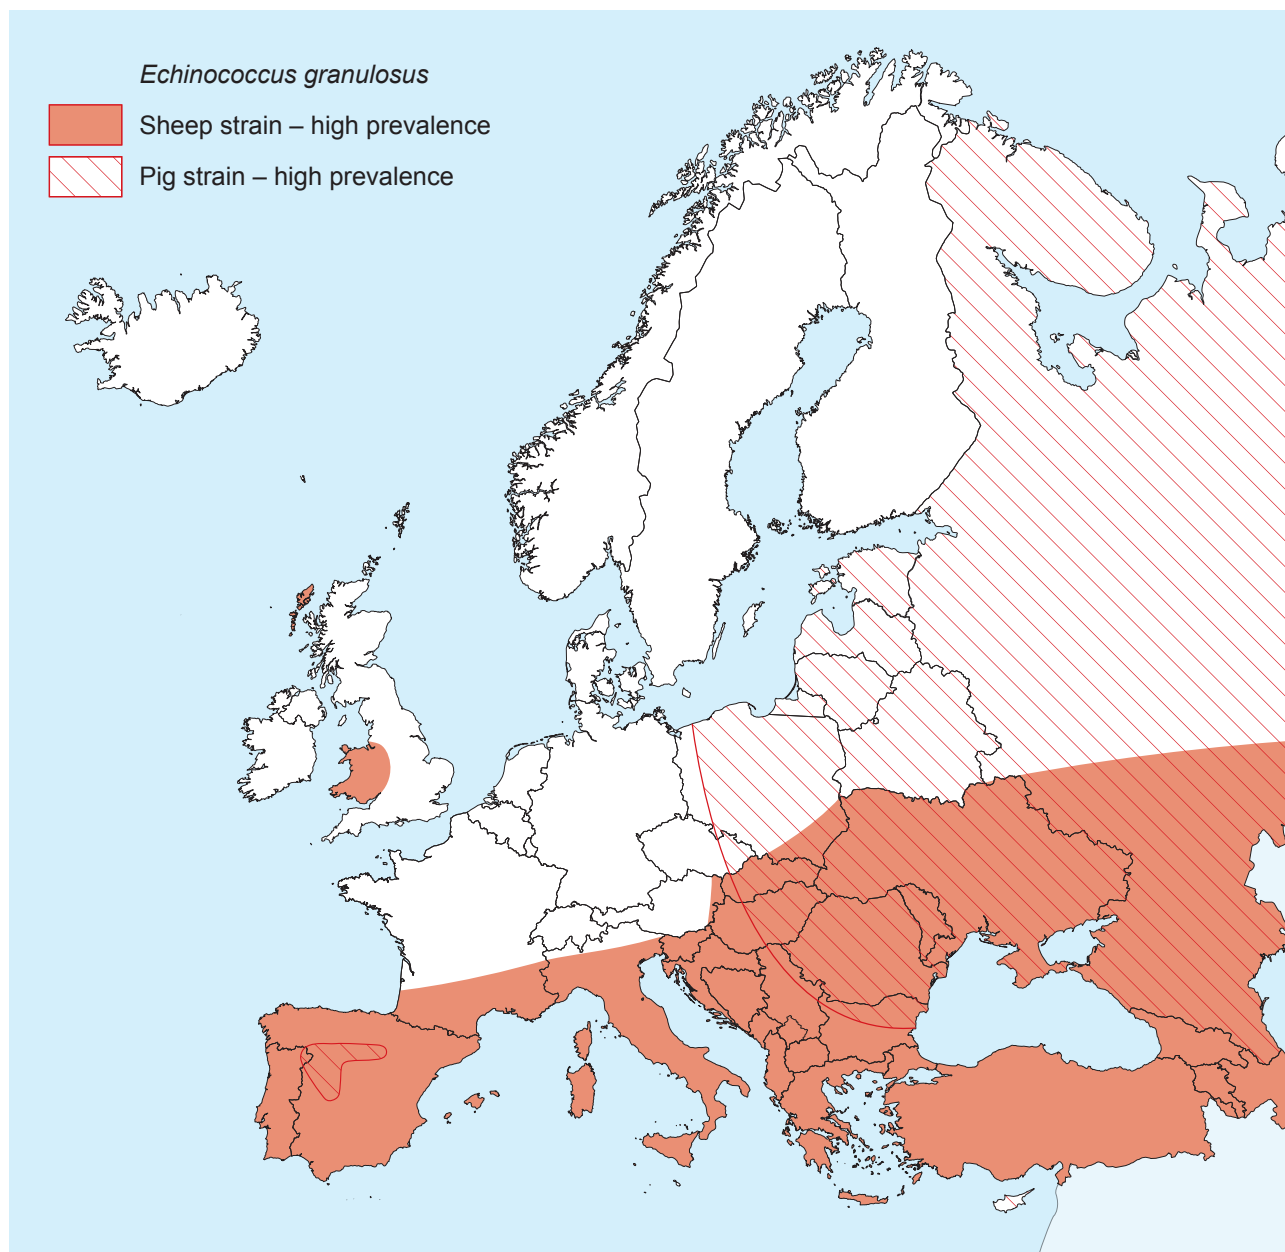 Echinococcus granulosus
Sheep strain – high prevalence
Pig strain – high prevalence